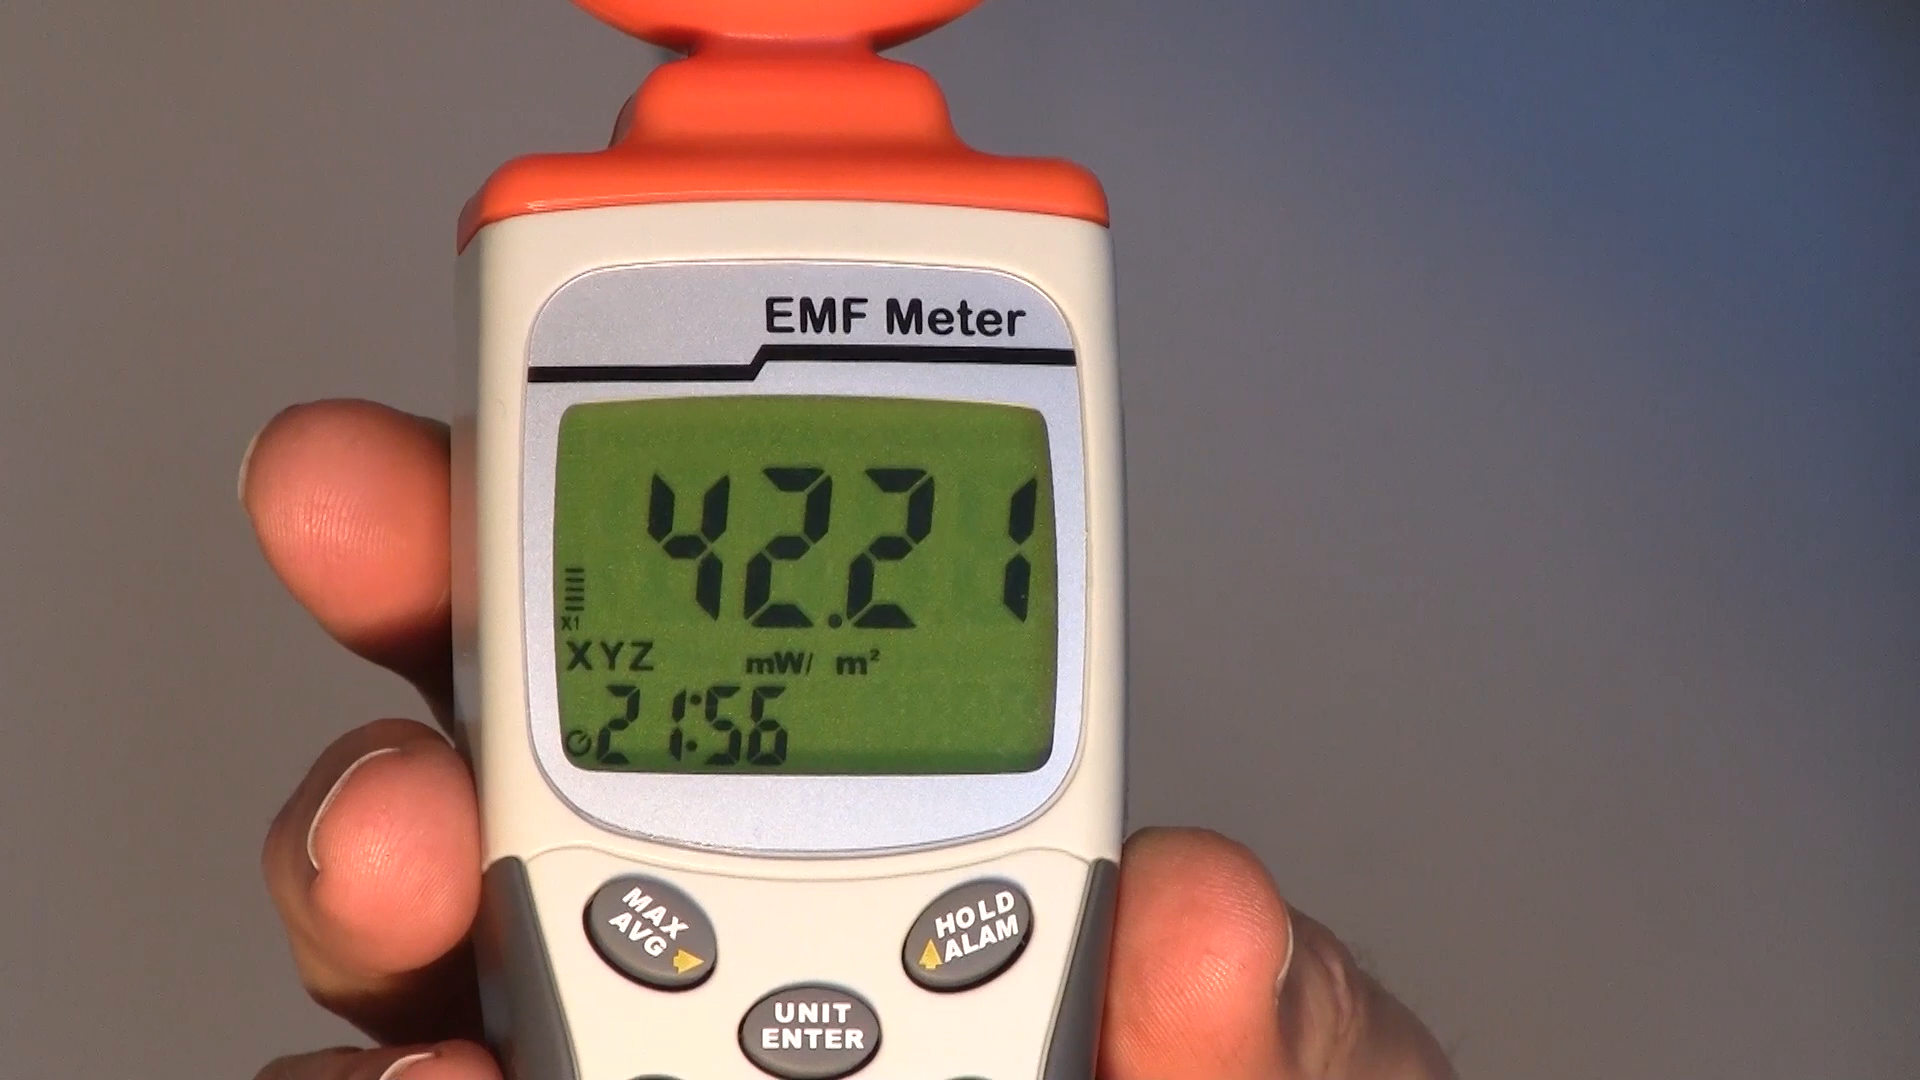 EMF Meter
42.21
X1
XYZ mW/ m²
21:56
MAX
AVG
HOLD
ALAM
UNIT
ENTER